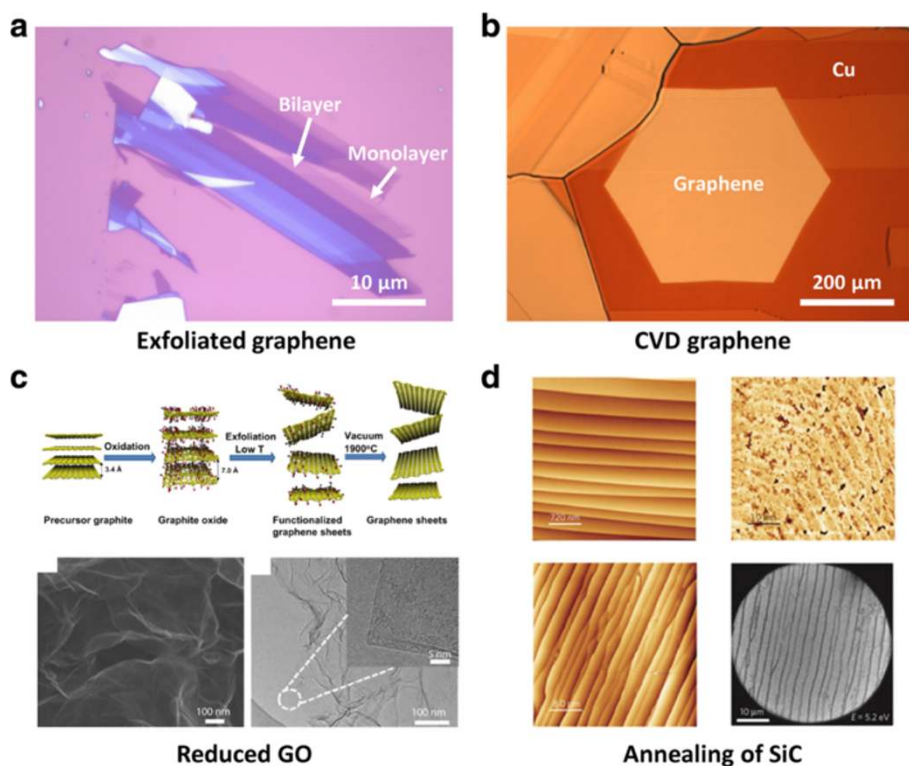 a
Bilayer
Monolayer
10 μm
Exfoliated graphene
b
Cu
Graphene
200 μm
CVD graphene
c
Oxidation
Exfoliation
Low T
Vacuum
1900°C
3.4 Å
7.0 Å
Precursor graphite
Graphite oxide
Functionalized
graphene sheets
Graphene sheets
100 nm
5 nm
100 nm
Reduced GO
d
10 μm
E = 5.2 eV
Annealing of SiC